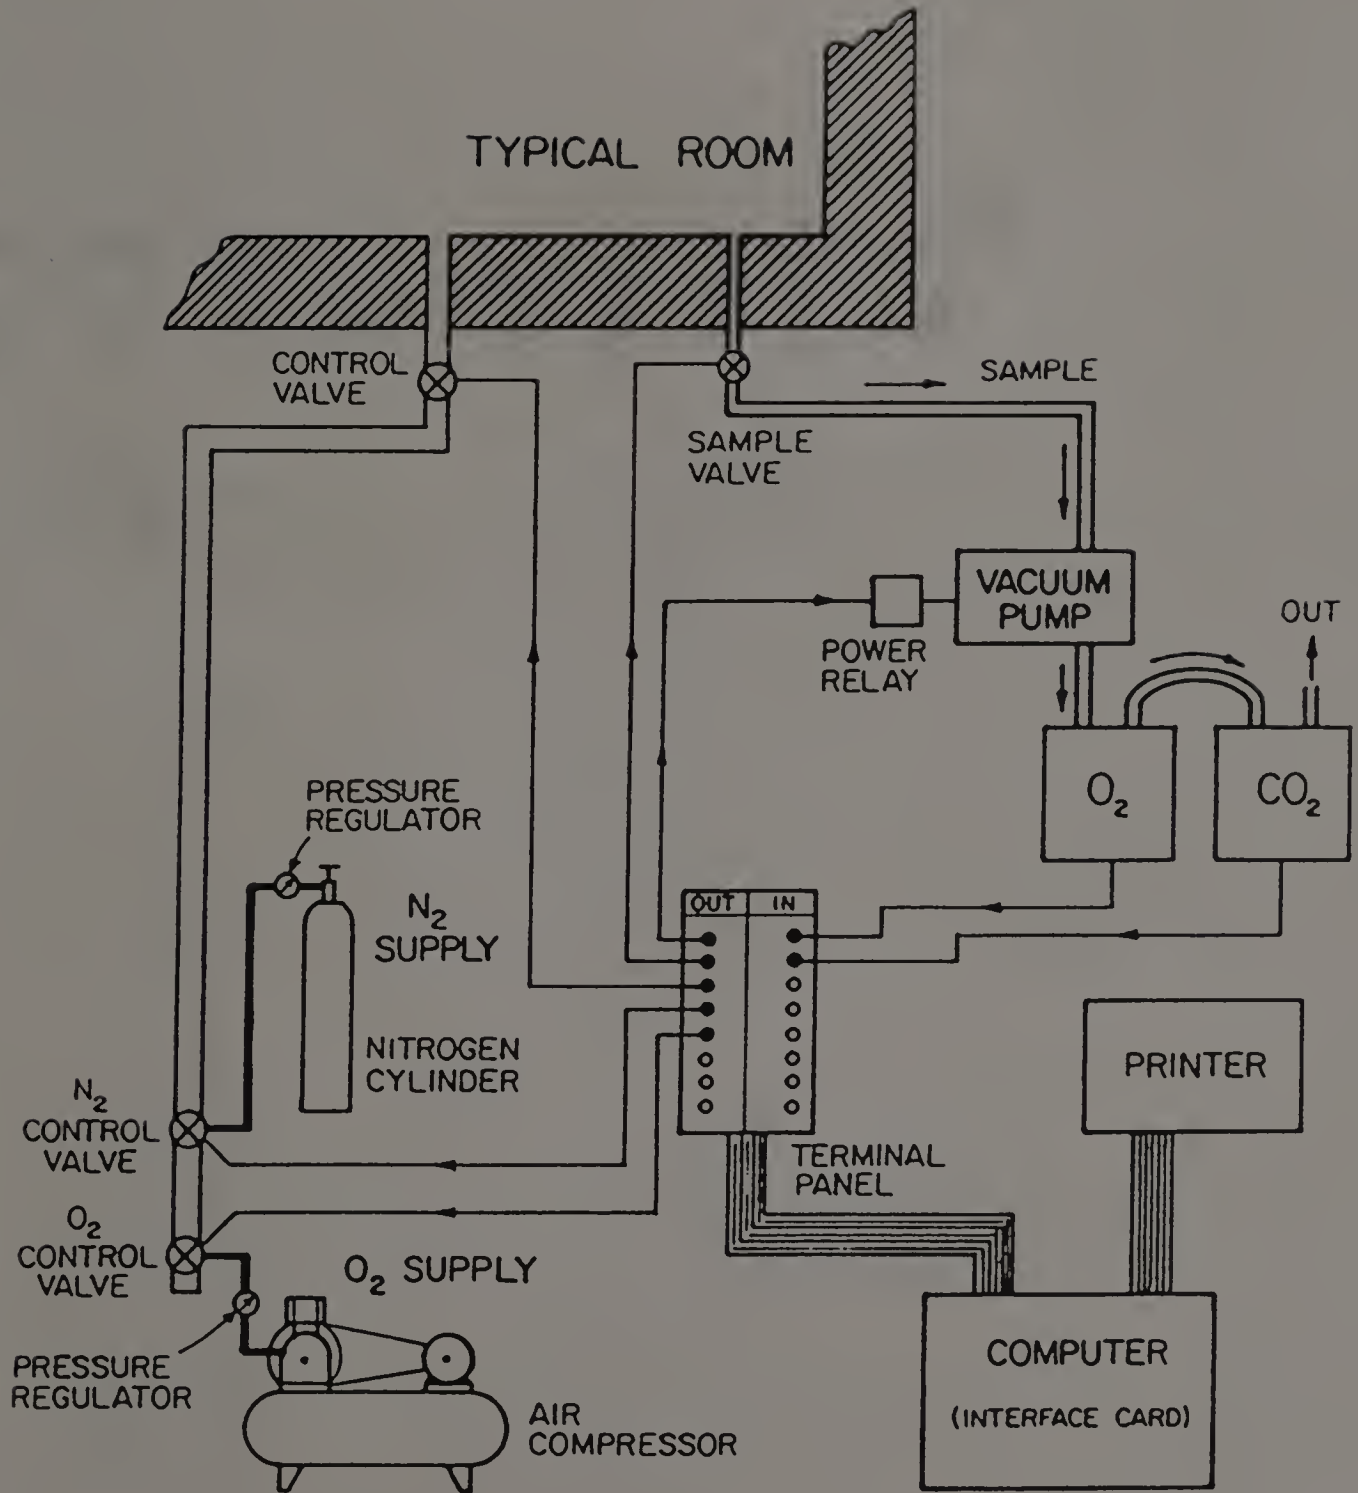 TYPICAL ROOM
CONTROL
VALVE
SAMPLE
SAMPLE
VALVE
VACUUM
PUMP
OUT
POWER
RELAY
O₂
CO₂
PRESSURE
REGULATOR
N₂
SUPPLY
OUT IN
NITROGEN
CYLINDER
PRINTER
N₂
CONTROL
VALVE
TERMINAL
PANEL
O₂
CONTROL
VALVE
O₂ SUPPLY
PRESSURE
REGULATOR
AIR
COMPRESSOR
COMPUTER
(INTERFACE CARD)